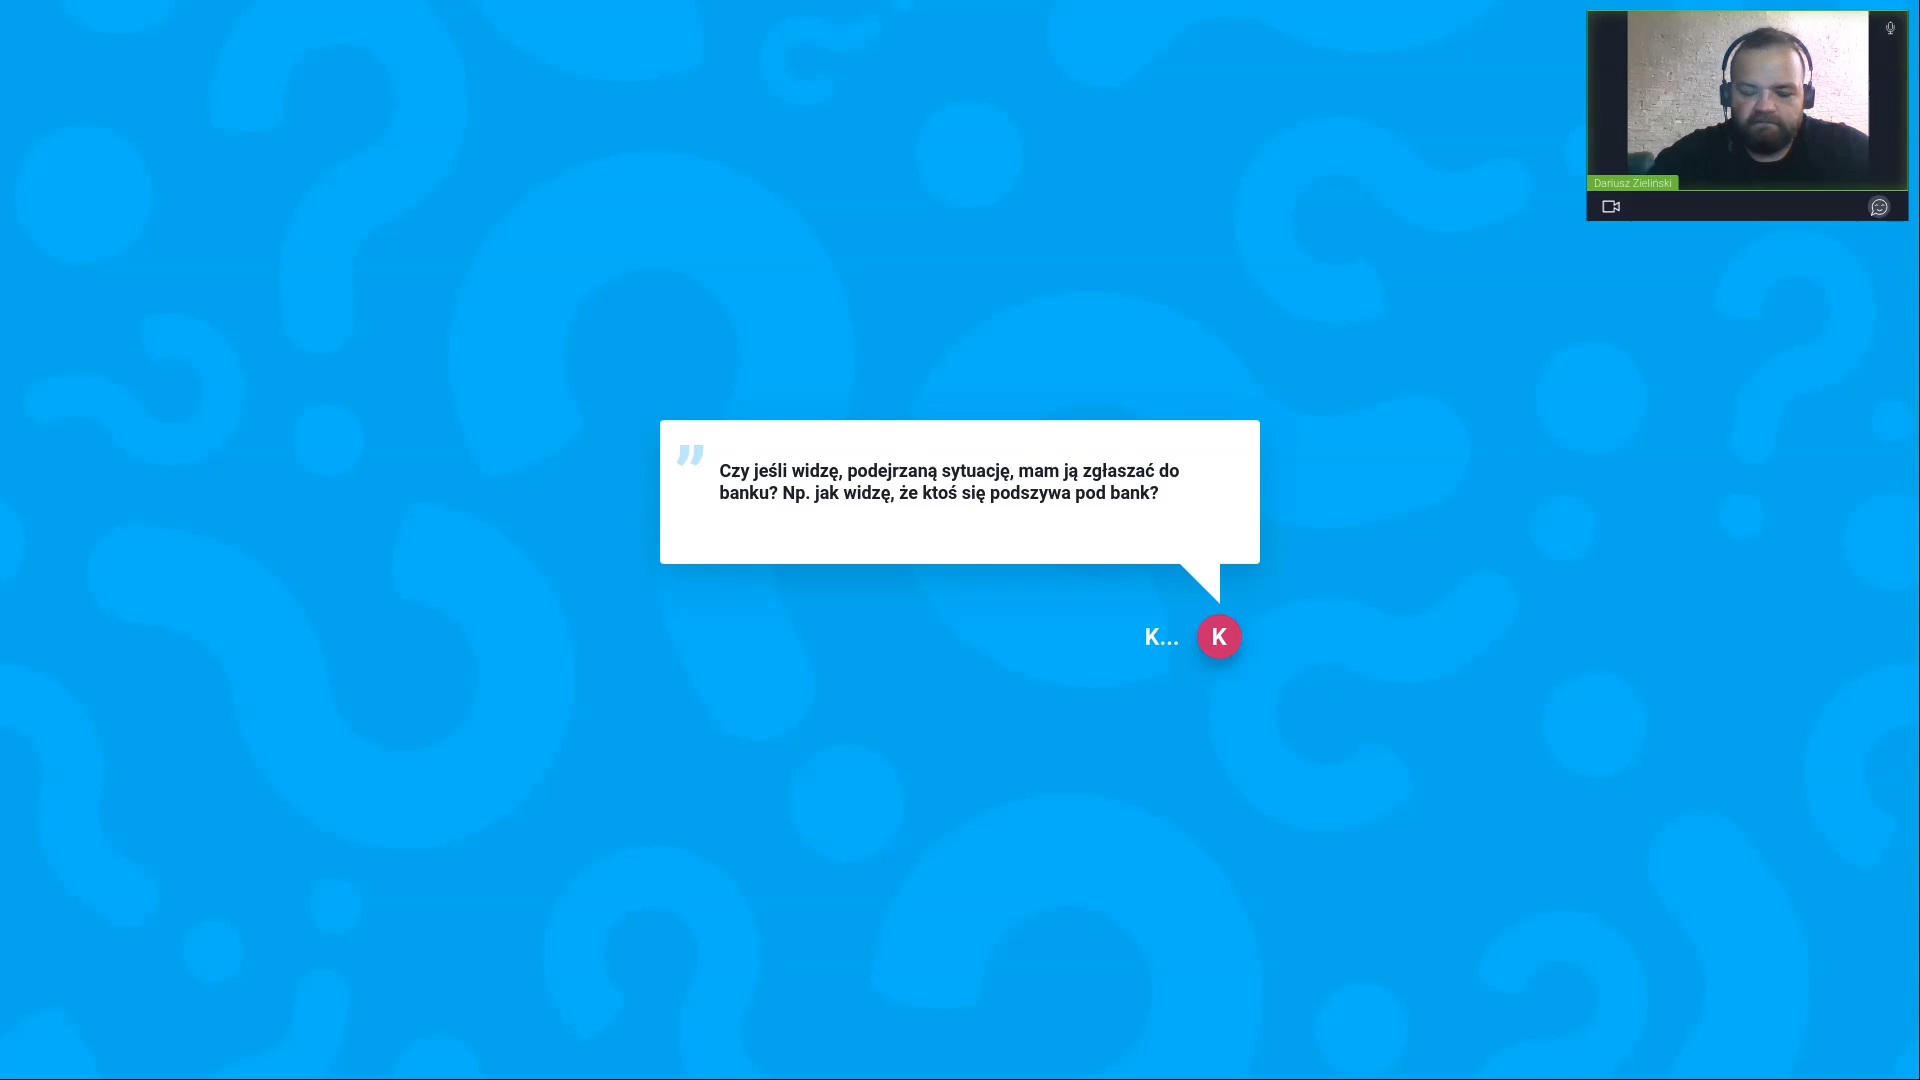 Dariusz Zieliński
”
Czy jeśli widzę, podejrzaną sytuację, mam ją zgłaszać do
banku? Np. jak widzę, że ktoś się podszywa pod bank?
K... K